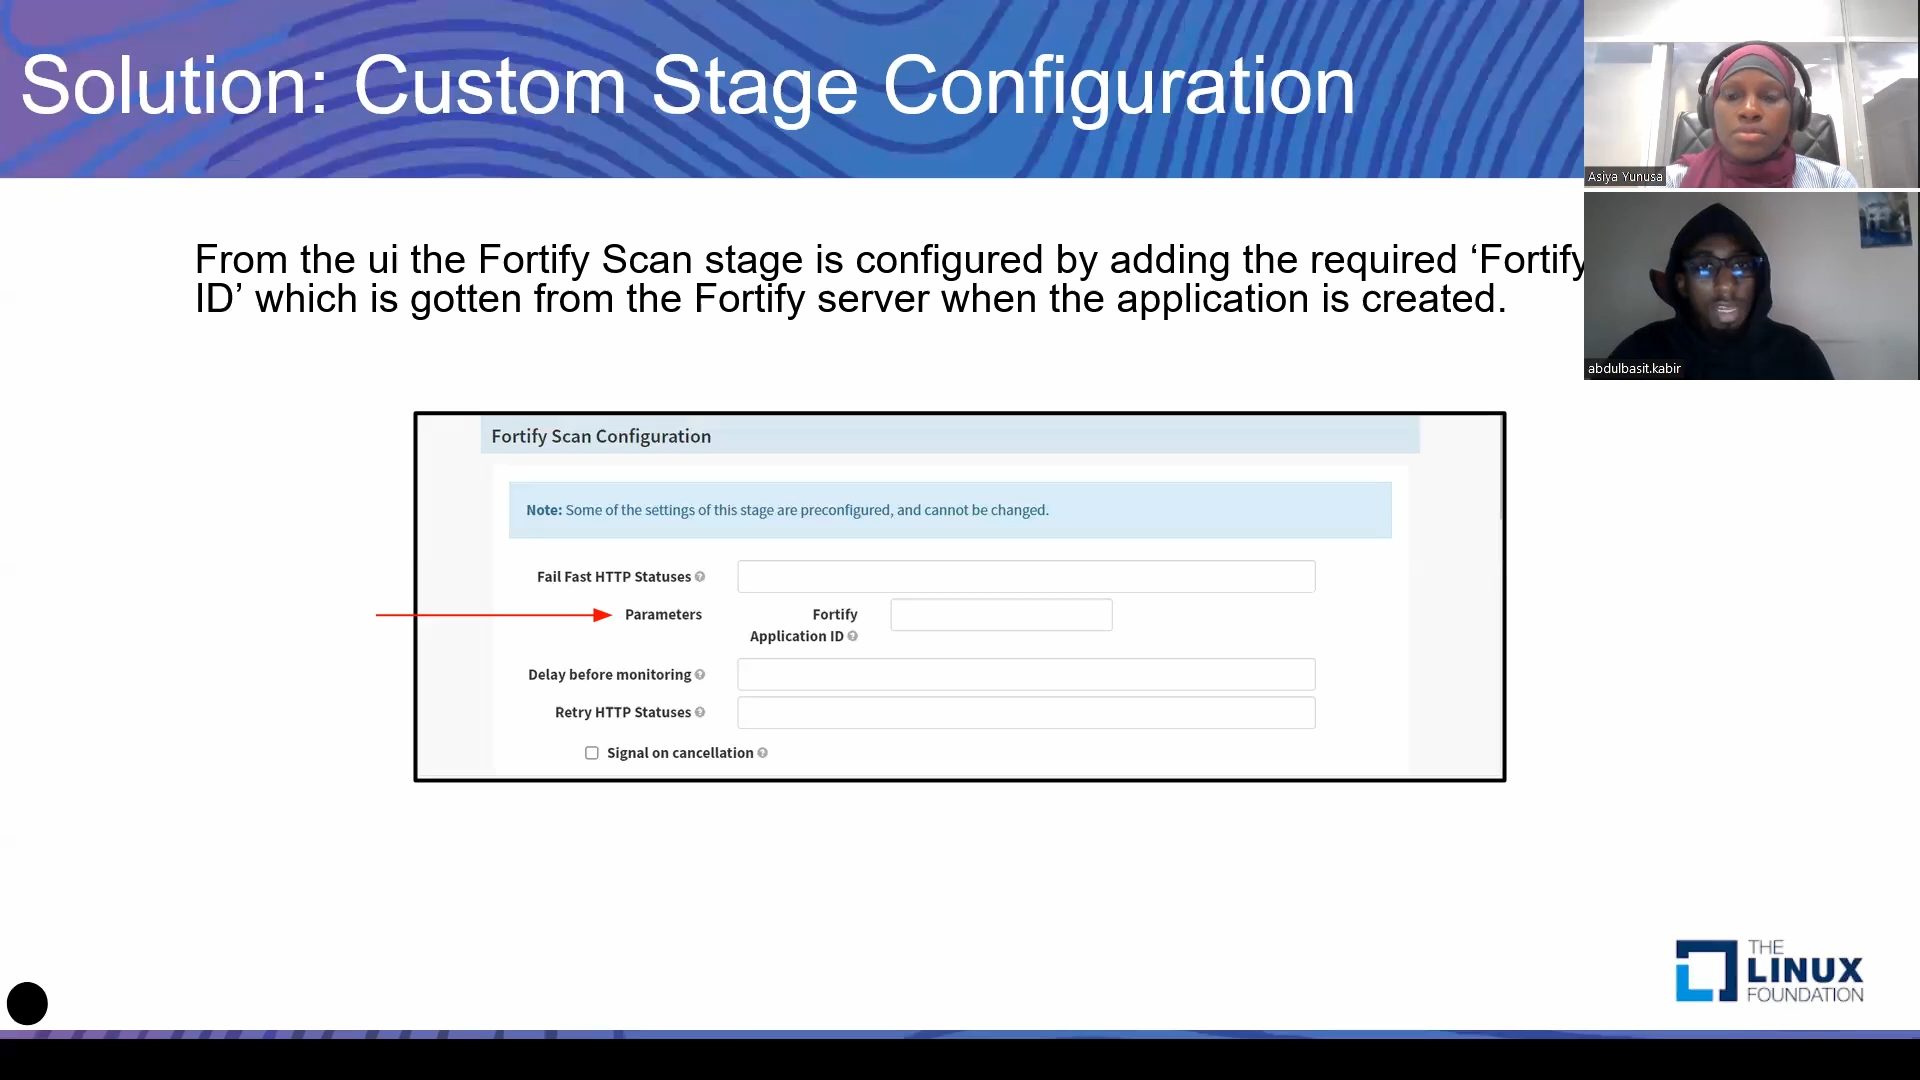 Solution: Custom Stage Configuration
Asiya Yunusa
From the ui the Fortify Scan stage is configured by adding the required ‘Fortify
ID’ which is gotten from the Fortify server when the application is created.
abdulbasit.kabir
Fortify Scan Configuration
Note: Some of the settings of this stage are preconfigured, and cannot be changed.
Fail Fast HTTP Statuses
Parameters
Fortify
Application ID
Delay before monitoring
Retry HTTP Statuses
Signal on cancellation
THE
LINUX
FOUNDATION